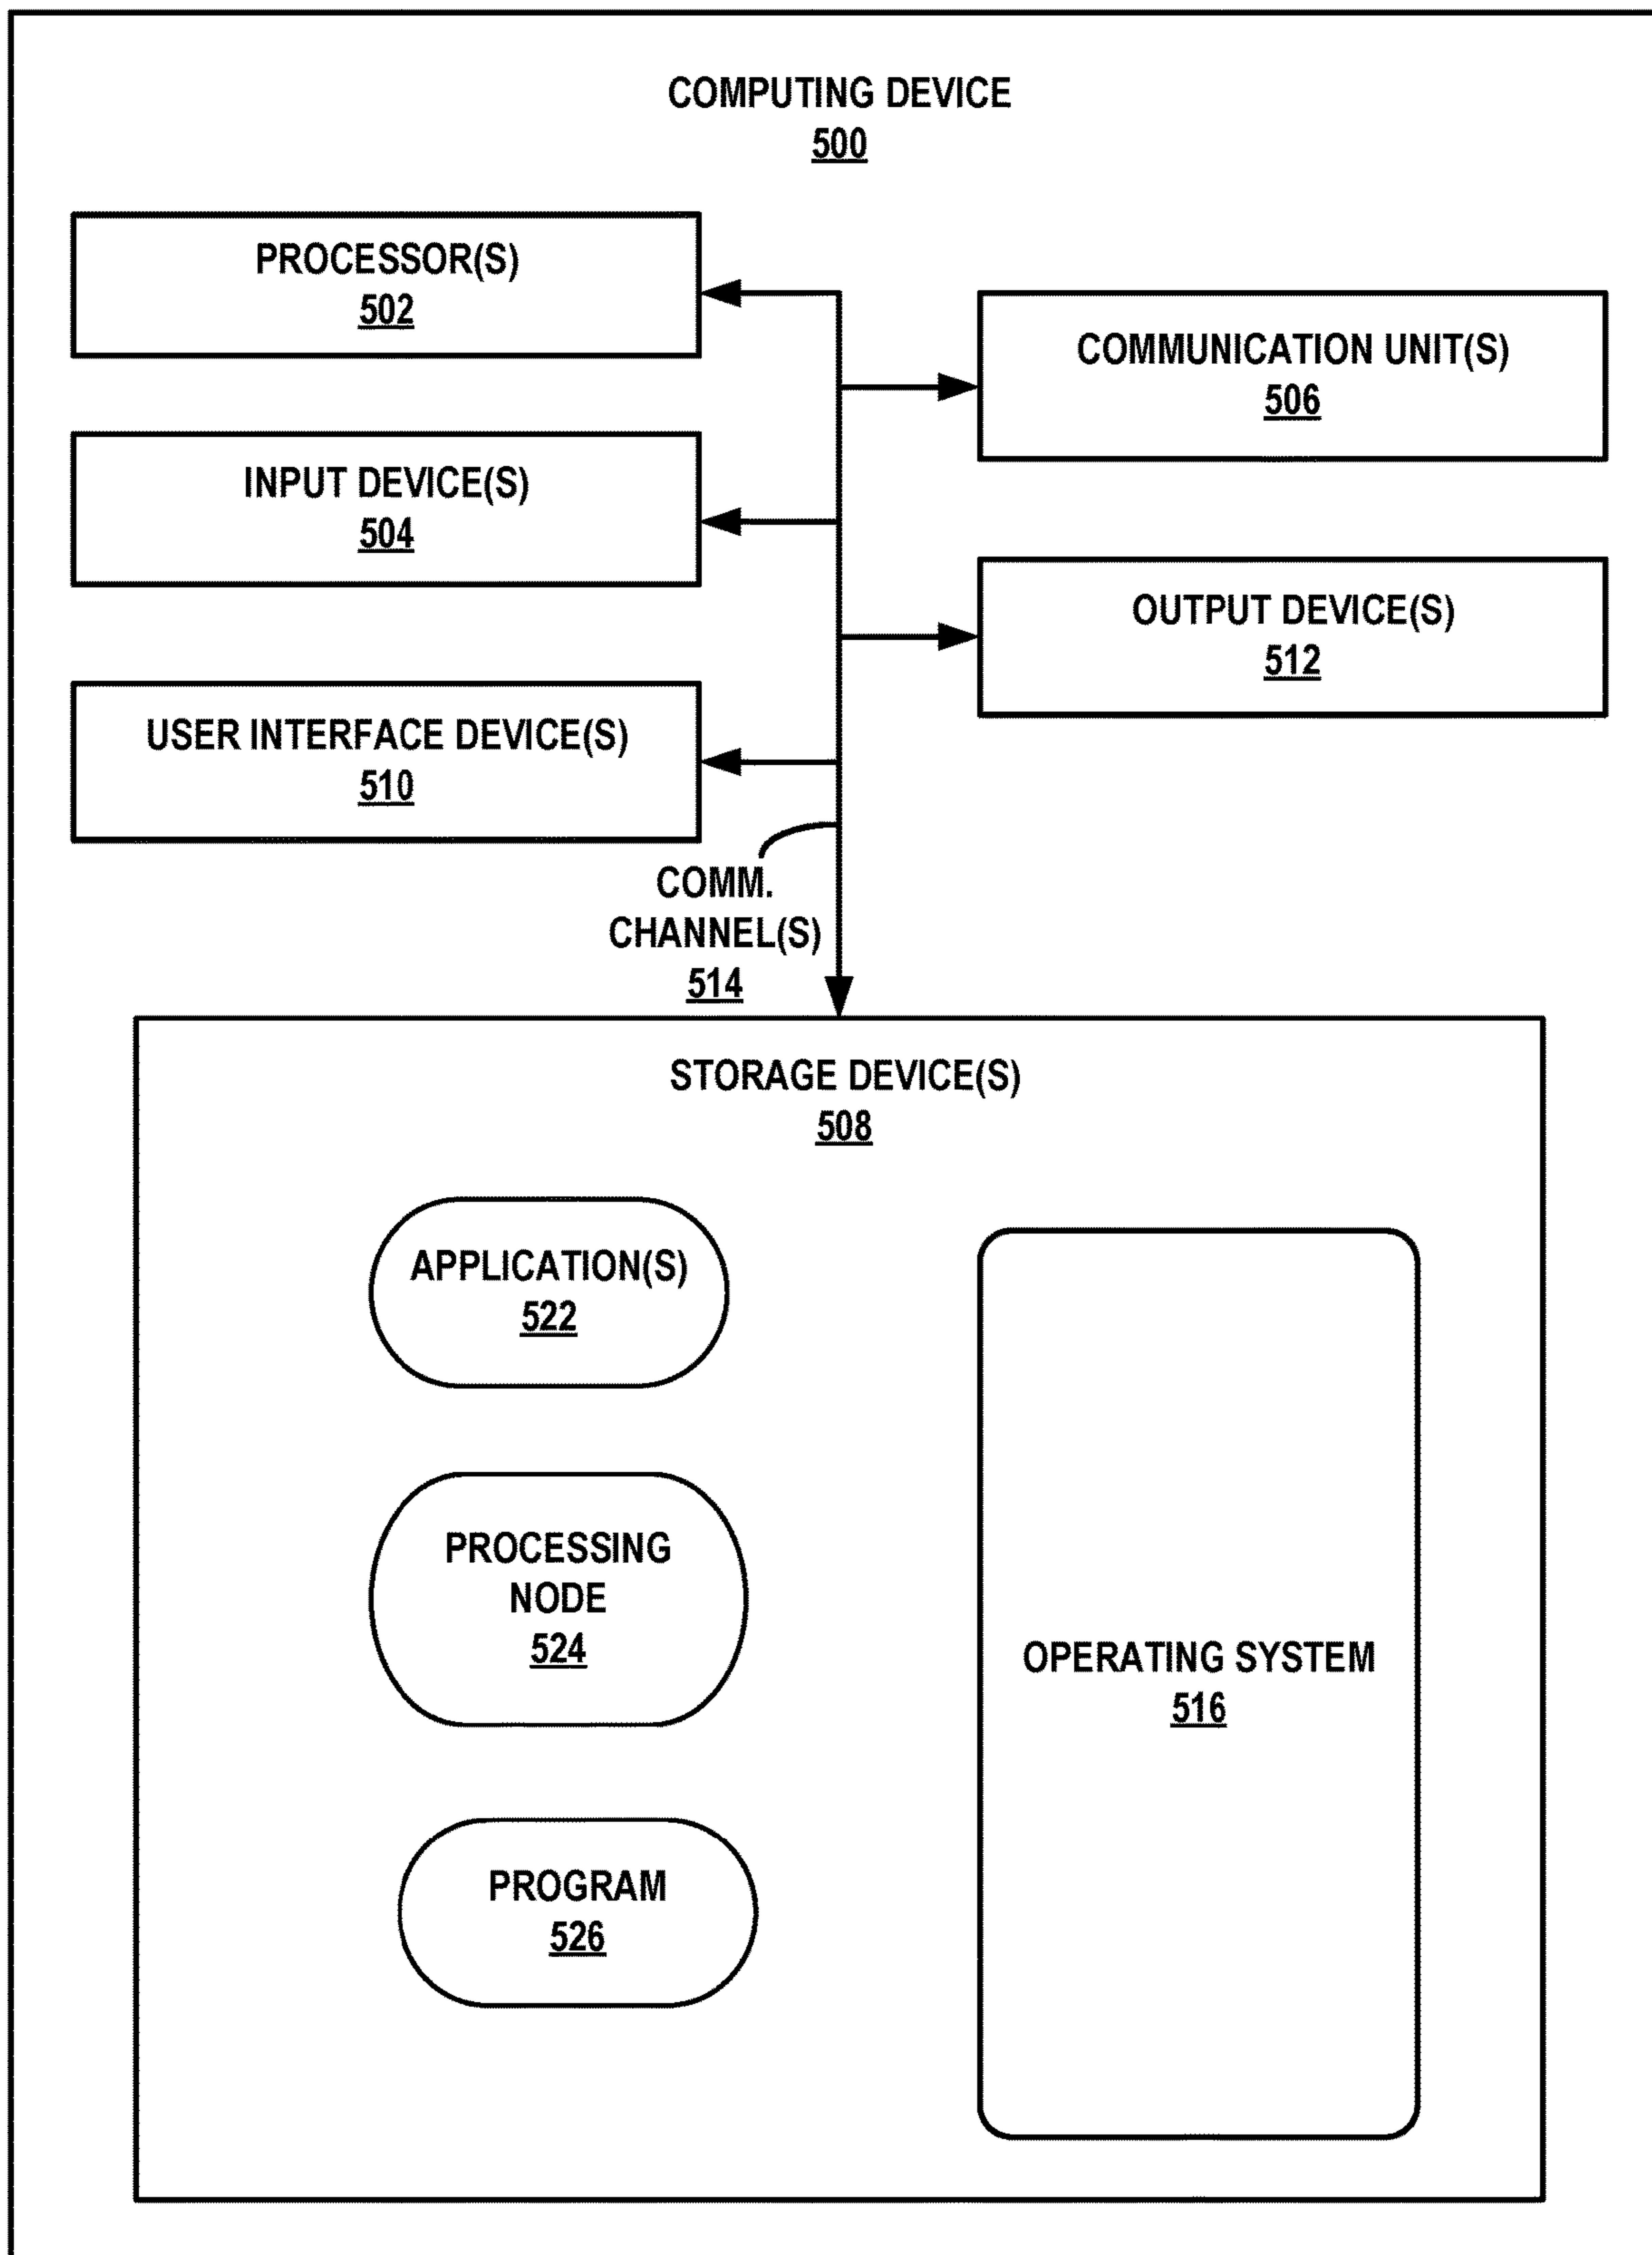 COMPUTING DEVICE
500
PROCESSOR(S)
502
COMMUNICATION UNIT(S)
506
INPUT DEVICE(S)
504
OUTPUT DEVICE(S)
512
USER INTERFACE DEVICE(S)
510
COMM.
CHANNEL(S)
514
STORAGE DEVICE(S)
508
APPLICATION(S)
522
PROCESSING
NODE
524
OPERATING SYSTEM
516
PROGRAM
526